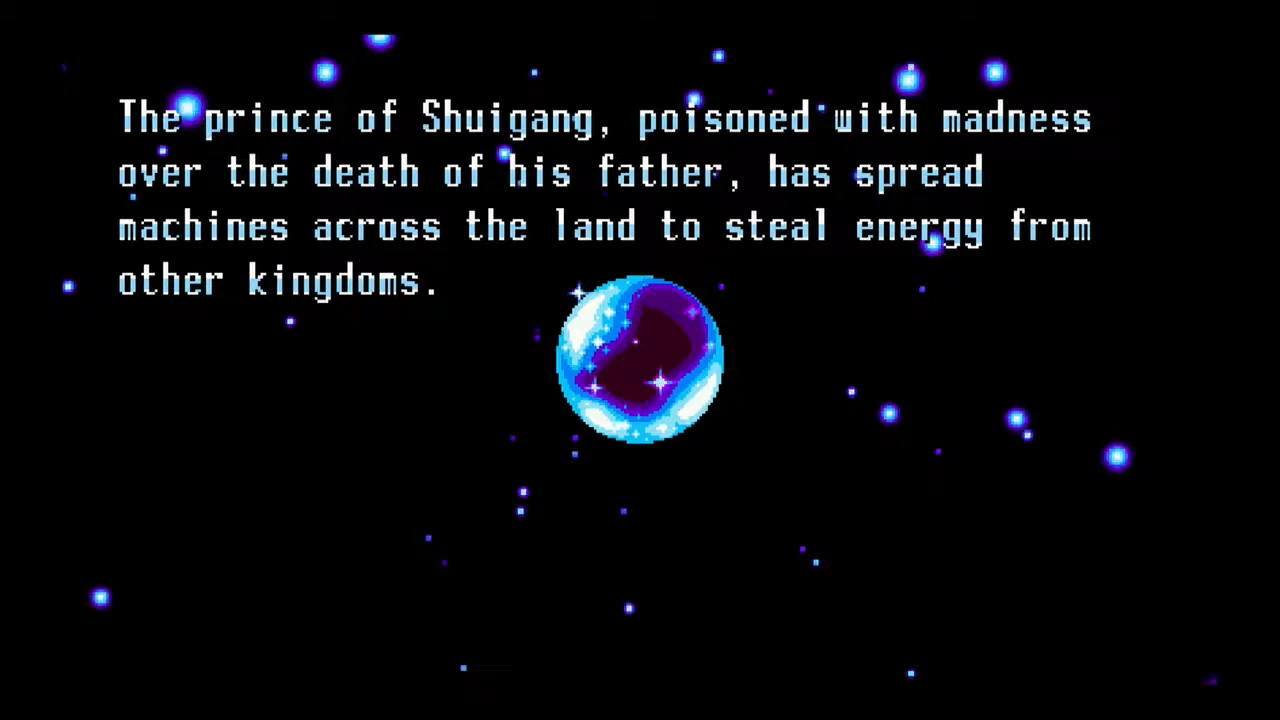 The prince of Shuigang, poisoned with madness
over the death of his father, has spread
machines across the land to steal energy from
other kingdoms.